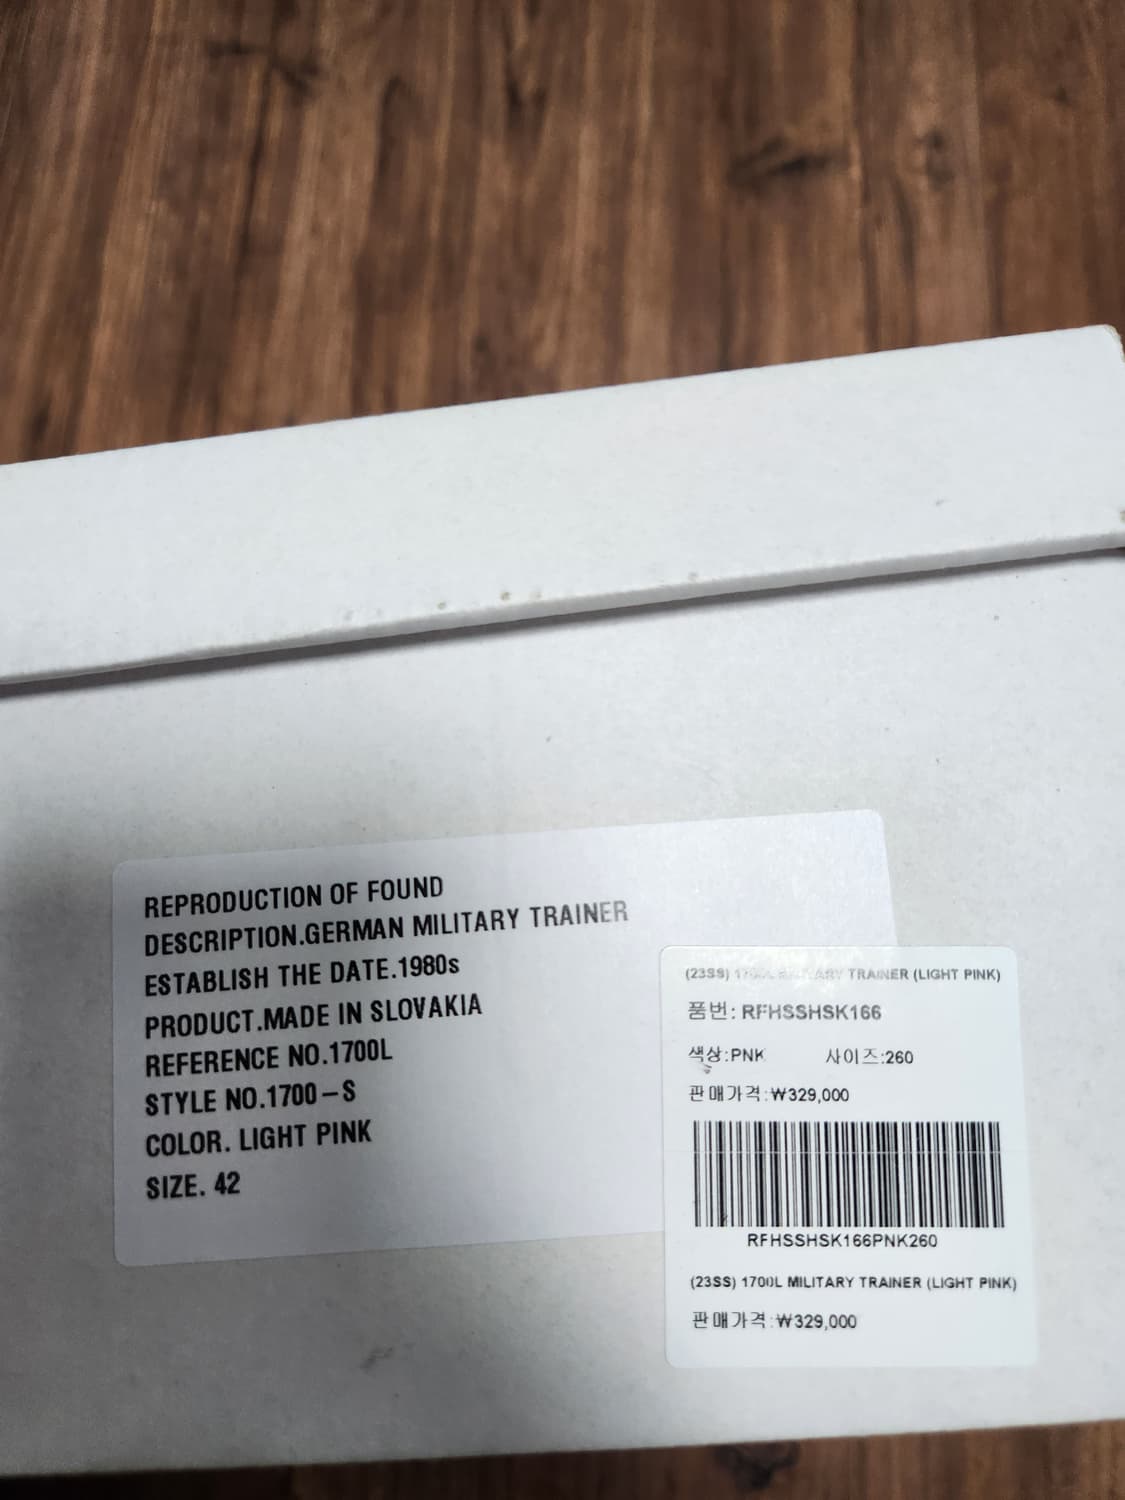 REPRODUCTION OF FOUND
DESCRIPTION.GERMAN MILITARY TRAINER
ESTABLISH THE DATE.1980s
PRODUCT.MADE IN SLOVAKIA
REFERENCE NO.1700L
STYLE NO.1700-S
COLOR. LIGHT PINK
SIZE. 42
(23SS) 1700L MILITARY TRAINER (LIGHT PINK)
품번: RFHSSHSK166
색상:PNK 사이즈:260
판매가격:₩329,000
RFHSSHSK166PNK260
(23SS) 1700L MILITARY TRAINER (LIGHT PINK)
판매가격:₩329,000